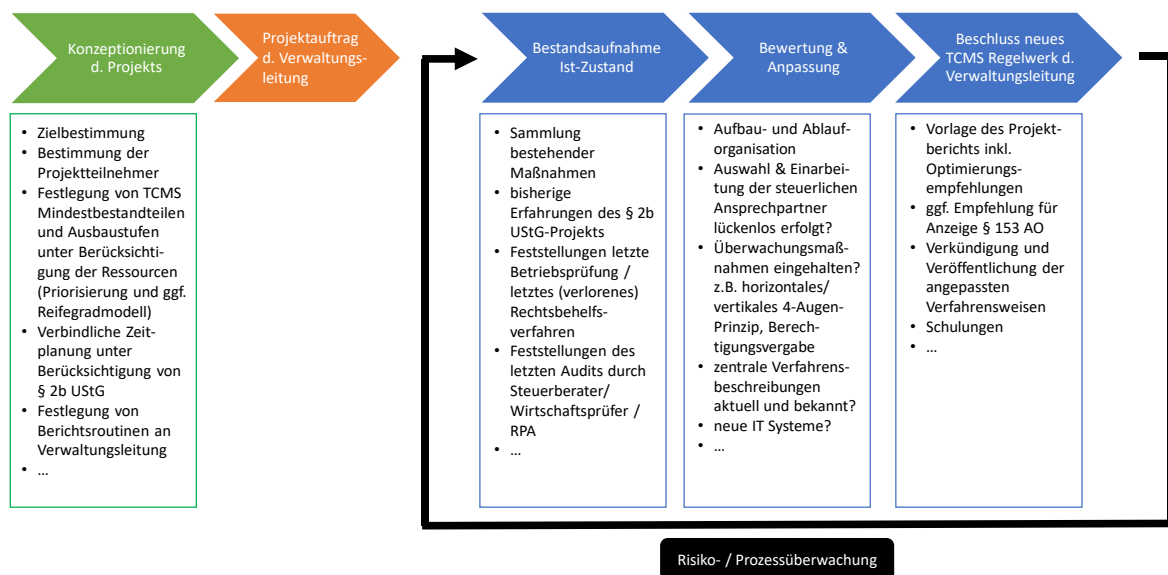 Konzeptionierung
d. Projekts
Projektauftrag
d. Verwaltungs-
leitung
Bestandsaufnahme
Ist-Zustand
Bewertung &
Anpassung
Beschluss neues
TCMS Regelwerk d.
Verwaltungsleitung
• Zielbestimmung
• Bestimmung der
Projektteilnehmer
• Festlegung von TCMS
Mindestbestandteilen
und Ausbaustufen
unter Berücksichti-
gung der Ressourcen
(Priorisierung und ggf.
Reifegradmodell)
• Verbindliche Zeit-
planung unter
Berücksichtigung von
§ 2b UStG
• Festlegung von
Berichtsroutinen an
Verwaltungsleitung
• …
• Sammlung
bestehender
Maßnahmen
• bisherige
Erfahrungen des § 2b
UStG-Projekts
• Feststellungen letzte
Betriebsprüfung /
letztes (verlorenes)
Rechtsbehelfs-
verfahren
• Feststellungen des
letzten Audits durch
Steuerberater/
Wirtschaftsprüfer /
RPA
• …
• Aufbau- und Ablauf-
organisation
• Auswahl & Einarbei-
tung der steuerlichen
Ansprechpartner
lückenlos erfolgt?
• Überwachungsmaß-
nahmen eingehalten?
z.B. horizontales/
vertikales 4-Augen-
Prinzip, Berech-
tigungsvergabe
• zentrale Verfahrens-
beschreibungen
aktuell und bekannt?
• neue IT Systeme?
• …
• Vorlage des Projekt-
berichts inkl.
Optimierungs-
empfehlungen
• ggf. Empfehlung für
Anzeige § 153 AO
• Verkündigung und
Veröffentlichung der
angepassten
Verfahrensweisen
• Schulungen
• …
Risiko- / Prozessüberwachung